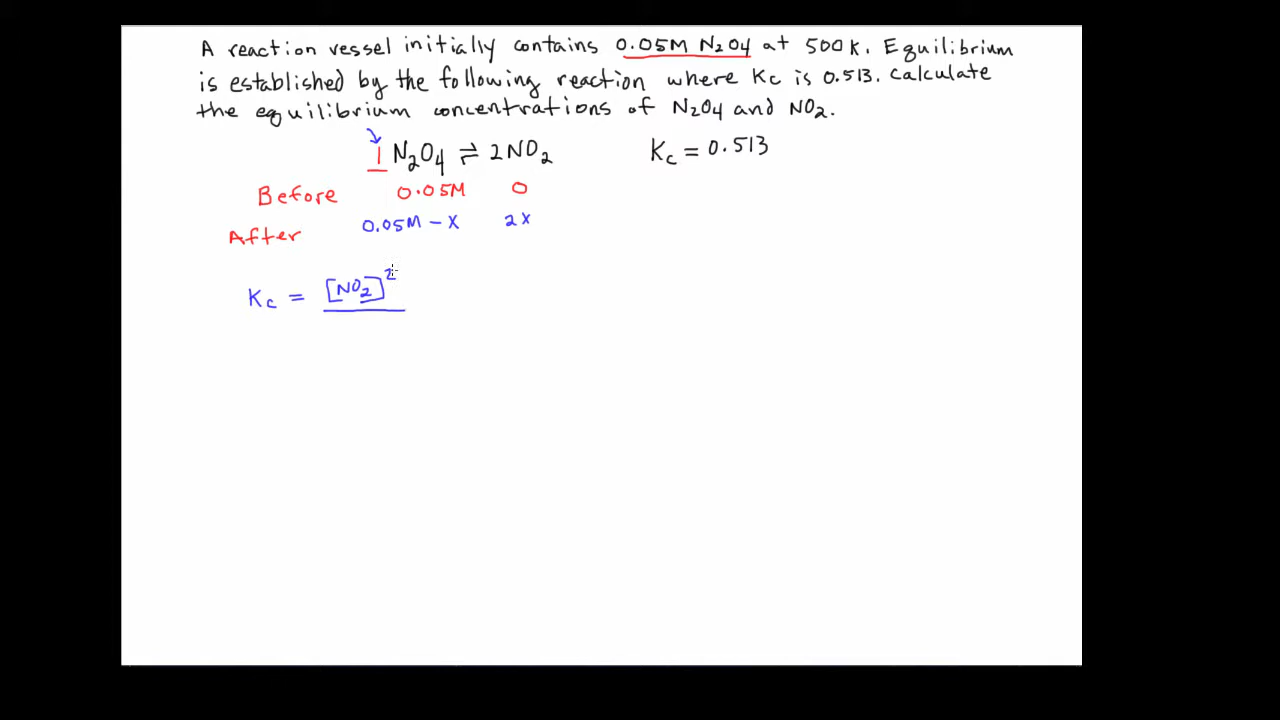 A reaction vessel initially contains 0.05M N₂O₄ at 500K. Equilibrium
is established by the following reaction where Kc is 0.513. Calculate
the equilibrium concentrations of N₂O₄ and NO₂.
1 N₂O₄ ⇌ 2NO₂ Kc = 0.513
Before 0.05M 0
After 0.05M – X 2X
Kc = [NO₂]²